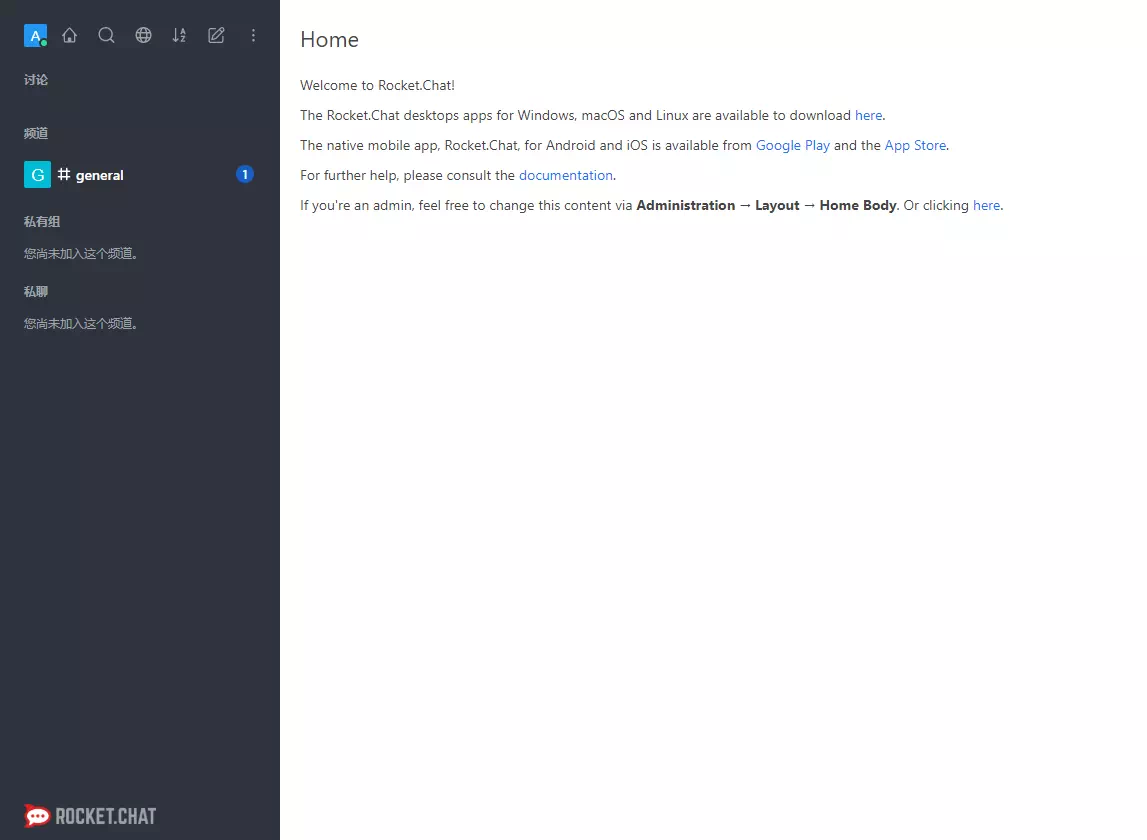 A
讨论
频道
G general 1
私有组
您尚未加入这个频道。
私聊
您尚未加入这个频道。
ROCKET.CHAT
Home
Welcome to Rocket.Chat!
The Rocket.Chat desktops apps for Windows, macOS and Linux are available to download here.
The native mobile app, Rocket.Chat, for Android and iOS is available from Google Play and the App Store.
For further help, please consult the documentation.
If you're an admin, feel free to change this content via Administration → Layout → Home Body. Or clicking here.